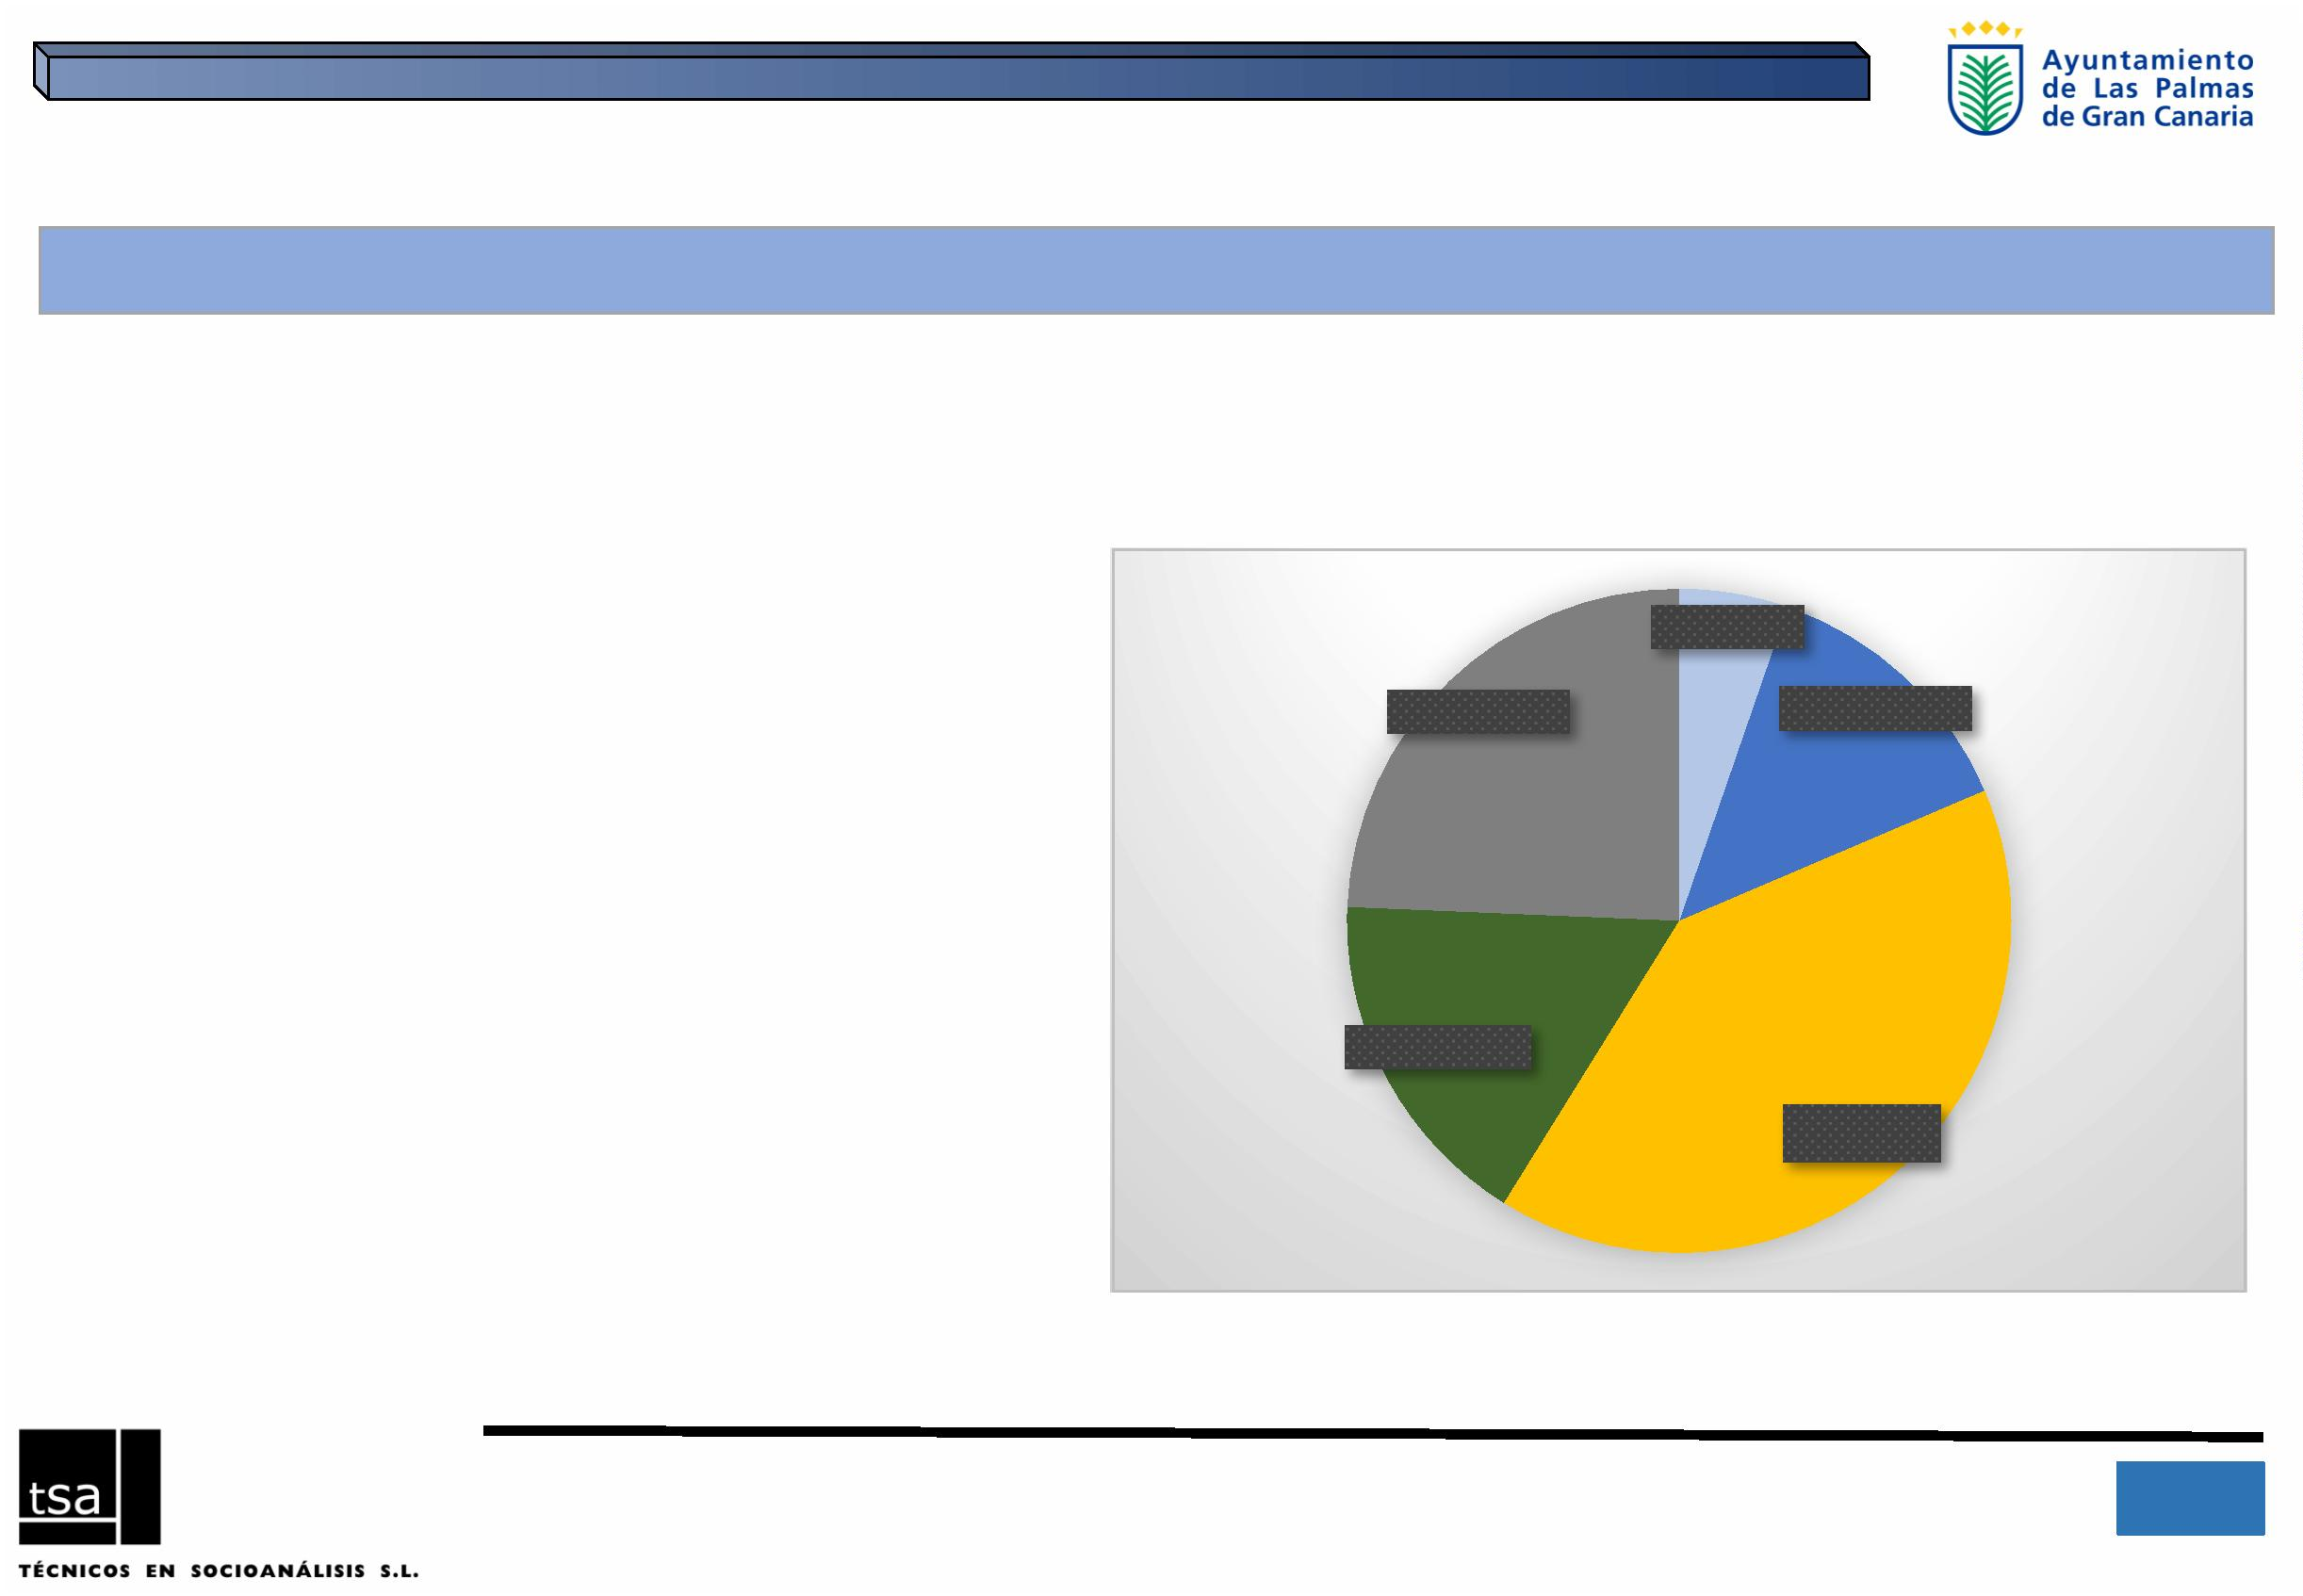 Ayuntamiento
de Las Palmas
de Gran Canaria
tsa
TÉCNICOS EN SOCIOANÁLISIS S.L.